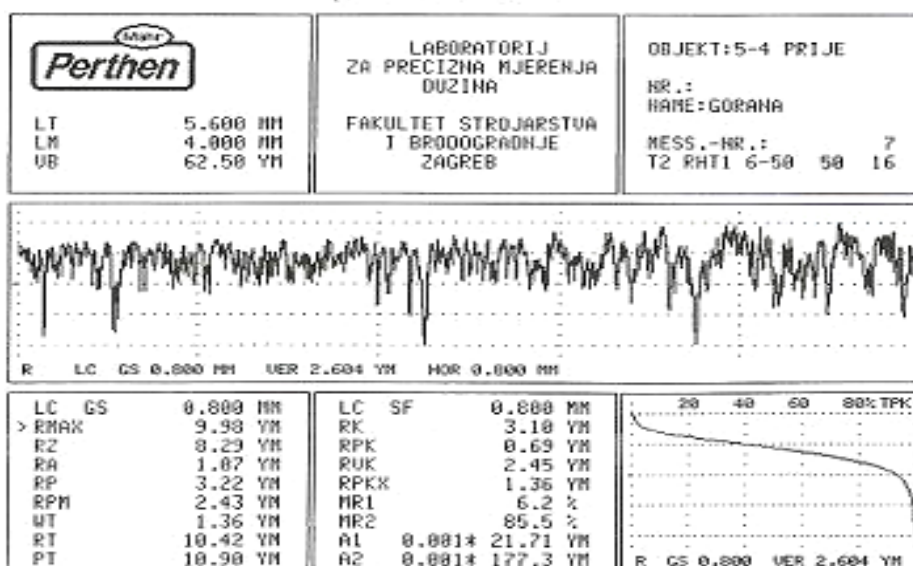 Mahr
Perthen
LT 5.600 MM
LM 4.000 MM
VB 62.50 YM
LABORATORIJ
ZA PRECIZNA MJERENJA
DUZINA
FAKULTET STROJARSTVA
I BRODOGRADNJE
ZAGREB
OBJEKT:5-4 PRIJE
NR.:
NAME:GORANA
MESS.-NR.: 7
T2 RHT1 6-50 50 16
R LC GS 0.800 MM VER 2.604 YM HOR 0.800 MM
LC GS 0.800 MM
> RMAX 9.98 YM
RZ 8.29 YM
RA 1.07 YM
RP 3.22 YM
RPM 2.43 YM
WT 1.36 YM
RT 10.42 YM
PT 10.90 YM
LC SF 0.800 MM
RK 3.10 YM
RPK 0.69 YM
RVK 2.45 YM
RPKX 1.36 YM
MR1 6.2 %
MR2 85.5 %
A1 0.001* 21.71 YM
A2 0.001* 177.3 YM
20 40 60 80% TPK
R GS 0.800 VER 2.604 YM